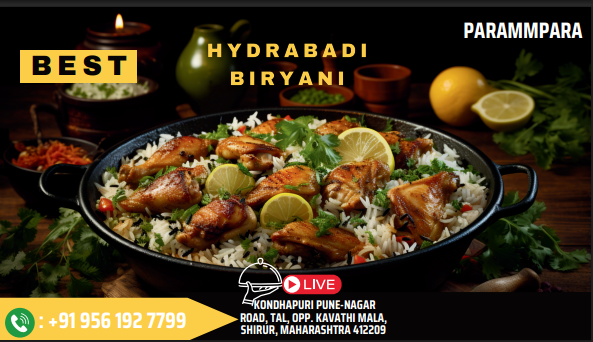 PARAMMPARA
BEST
HYDRABADI
BIRYANI
LIVE
KONDHAPURI PUNE-NAGAR
ROAD, TAL, OPP. KAVATHI MALA,
SHIRUR, MAHARASHTRA 412209
: +91 956 192 7799